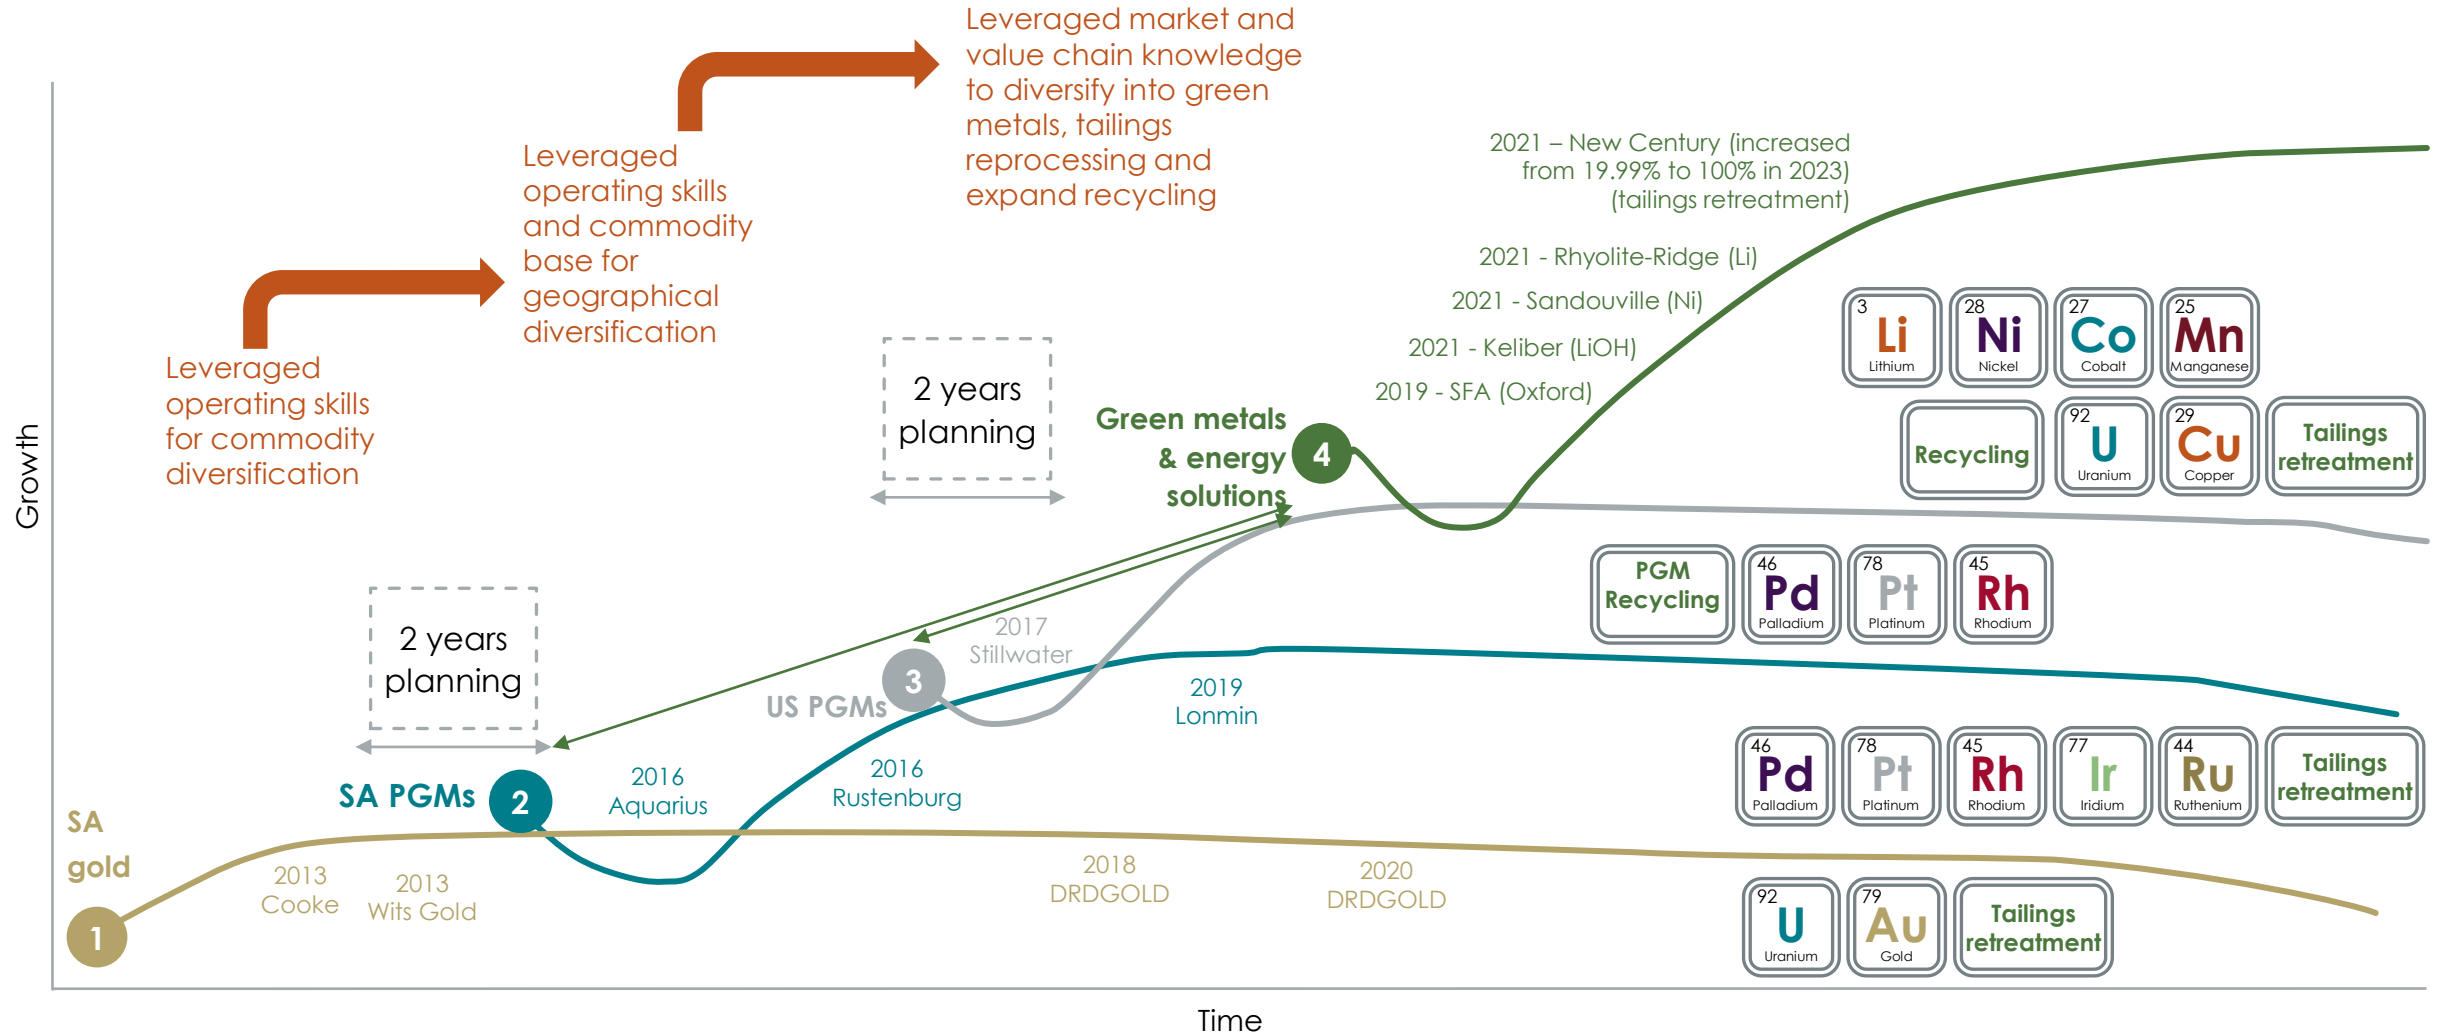 Leveraged market and
value chain knowledge
to diversify into green
metals, tailings
reprocessing and
expand recycling
Leveraged
operating skills
and commodity
base for
geographical
diversification
Leveraged
operating skills
for commodity
diversification
2021 – New Century (increased
from 19.99% to 100% in 2023)
(tailings retreatment)
2021 - Rhyolite-Ridge (Li)
2021 - Sandouville (Ni)
2021 - Keliber (LiOH)
2019 - SFA (Oxford)
2 years
planning
Green metals
& energy
solutions
4
3
Li
Lithium
28
Ni
Nickel
27
Co
Cobalt
25
Mn
Manganese
Recycling
92
U
Uranium
29
Cu
Copper
Tailings
retreatment
Growth
2 years
planning
2017
Stillwater
US PGMs
3
PGM
Recycling
46
Pd
Palladium
78
Pt
Platinum
45
Rh
Rhodium
2019
Lonmin
SA PGMs
2
2016
Aquarius
2016
Rustenburg
46
Pd
Palladium
78
Pt
Platinum
45
Rh
Rhodium
77
Ir
Iridium
44
Ru
Ruthenium
Tailings
retreatment
SA
gold
1
2013
Cooke
2013
Wits Gold
2018
DRDGOLD
2020
DRDGOLD
92
U
Uranium
79
Au
Gold
Tailings
retreatment
Time